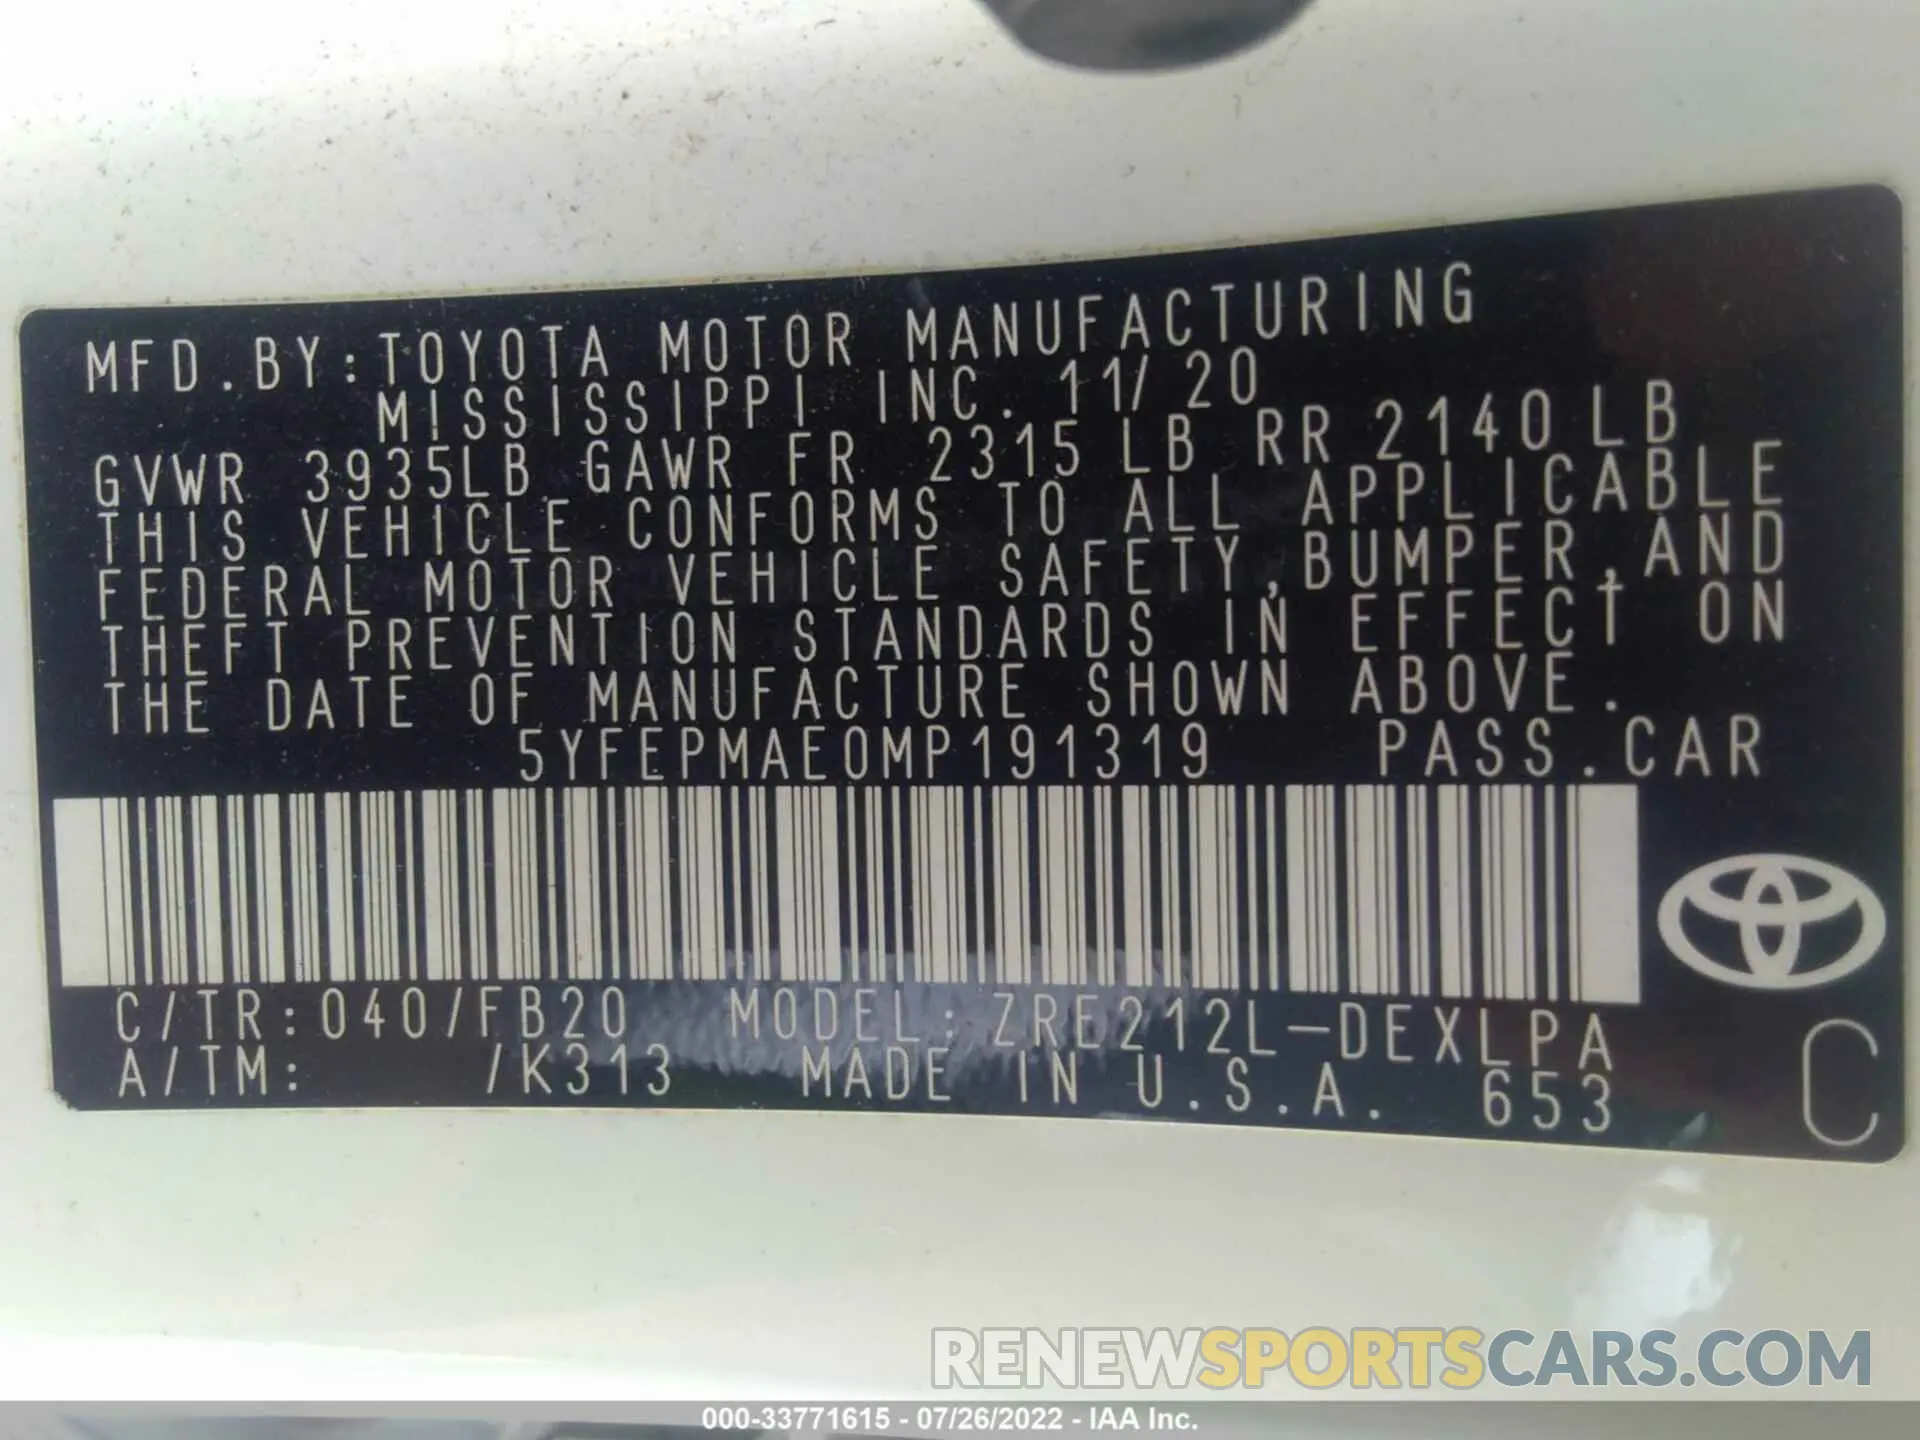 MFD.BY:TOYOTA MOTOR MANUFACTURING
MISSISSIPPI INC. 11/20
GVWR 3935LB GAWR FR 2315 LB RR 2140 LB
THIS VEHICLE CONFORMS TO ALL APPLICABLE
FEDERAL MOTOR VEHICLE SAFETY,BUMPER,AND
THEFT PREVENTION STANDARDS IN EFFECT ON
THE DATE OF MANUFACTURE SHOWN ABOVE.
5YFEPMAE0MP191319 PASS.CAR
C/TR:040/FB20 MODEL:ZRE212L-DEXLPA
A/TM: /K313 MADE IN U.S.A. 653
C
RENEWSPORTSCARS.COM
000-33771615 - 07/26/2022 - IAA Inc.